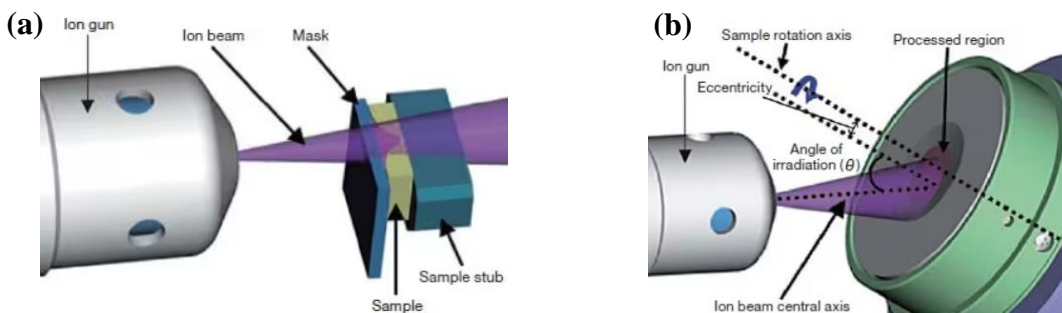 (a)
Ion gun
Ion beam
Mask
Sample stub
Sample
(b)
Sample rotation axis
Processed region
Ion gun
Eccentricity
Angle of
irradiation (θ)
Ion beam central axis